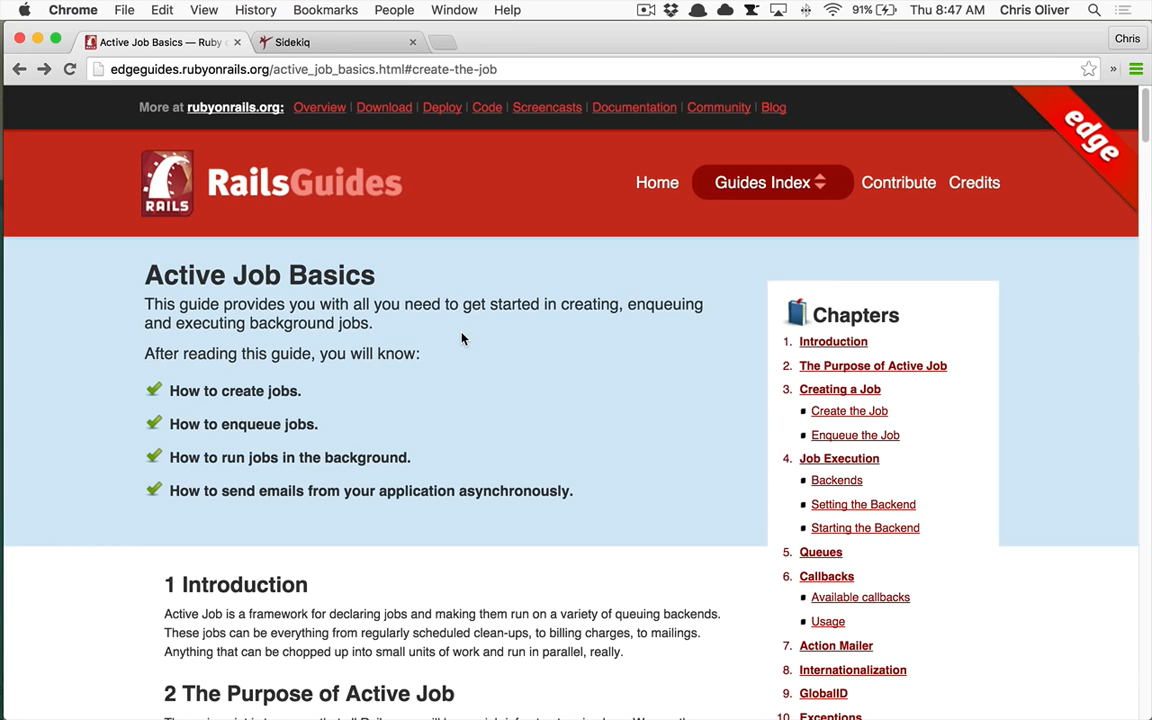 Chrome File Edit View History Bookmarks People Window Help 91% Thu 8:47 AM Chris Oliver
Active Job Basics — Ruby
Sidekiq
Chris
edgeguides.rubyonrails.org/active_job_basics.html#create-the-job
More at rubyonrails.org: Overview | Download | Deploy | Code | Screencasts | Documentation | Community | Blog
edge
RAILS
RailsGuides
Home Guides Index Contribute Credits
Active Job Basics
This guide provides you with all you need to get started in creating, enqueuing
and executing background jobs.
After reading this guide, you will know:
How to create jobs.
How to enqueue jobs.
How to run jobs in the background.
How to send emails from your application asynchronously.
Chapters
1. Introduction
2. The Purpose of Active Job
3. Creating a Job
Create the Job
Enqueue the Job
4. Job Execution
Backends
Setting the Backend
Starting the Backend
5. Queues
6. Callbacks
Available callbacks
Usage
7. Action Mailer
8. Internationalization
9. GlobalID
10. Exceptions
1 Introduction
Active Job is a framework for declaring jobs and making them run on a variety of queuing backends.
These jobs can be everything from regularly scheduled clean-ups, to billing charges, to mailings.
Anything that can be chopped up into small units of work and run in parallel, really.
2 The Purpose of Active Job